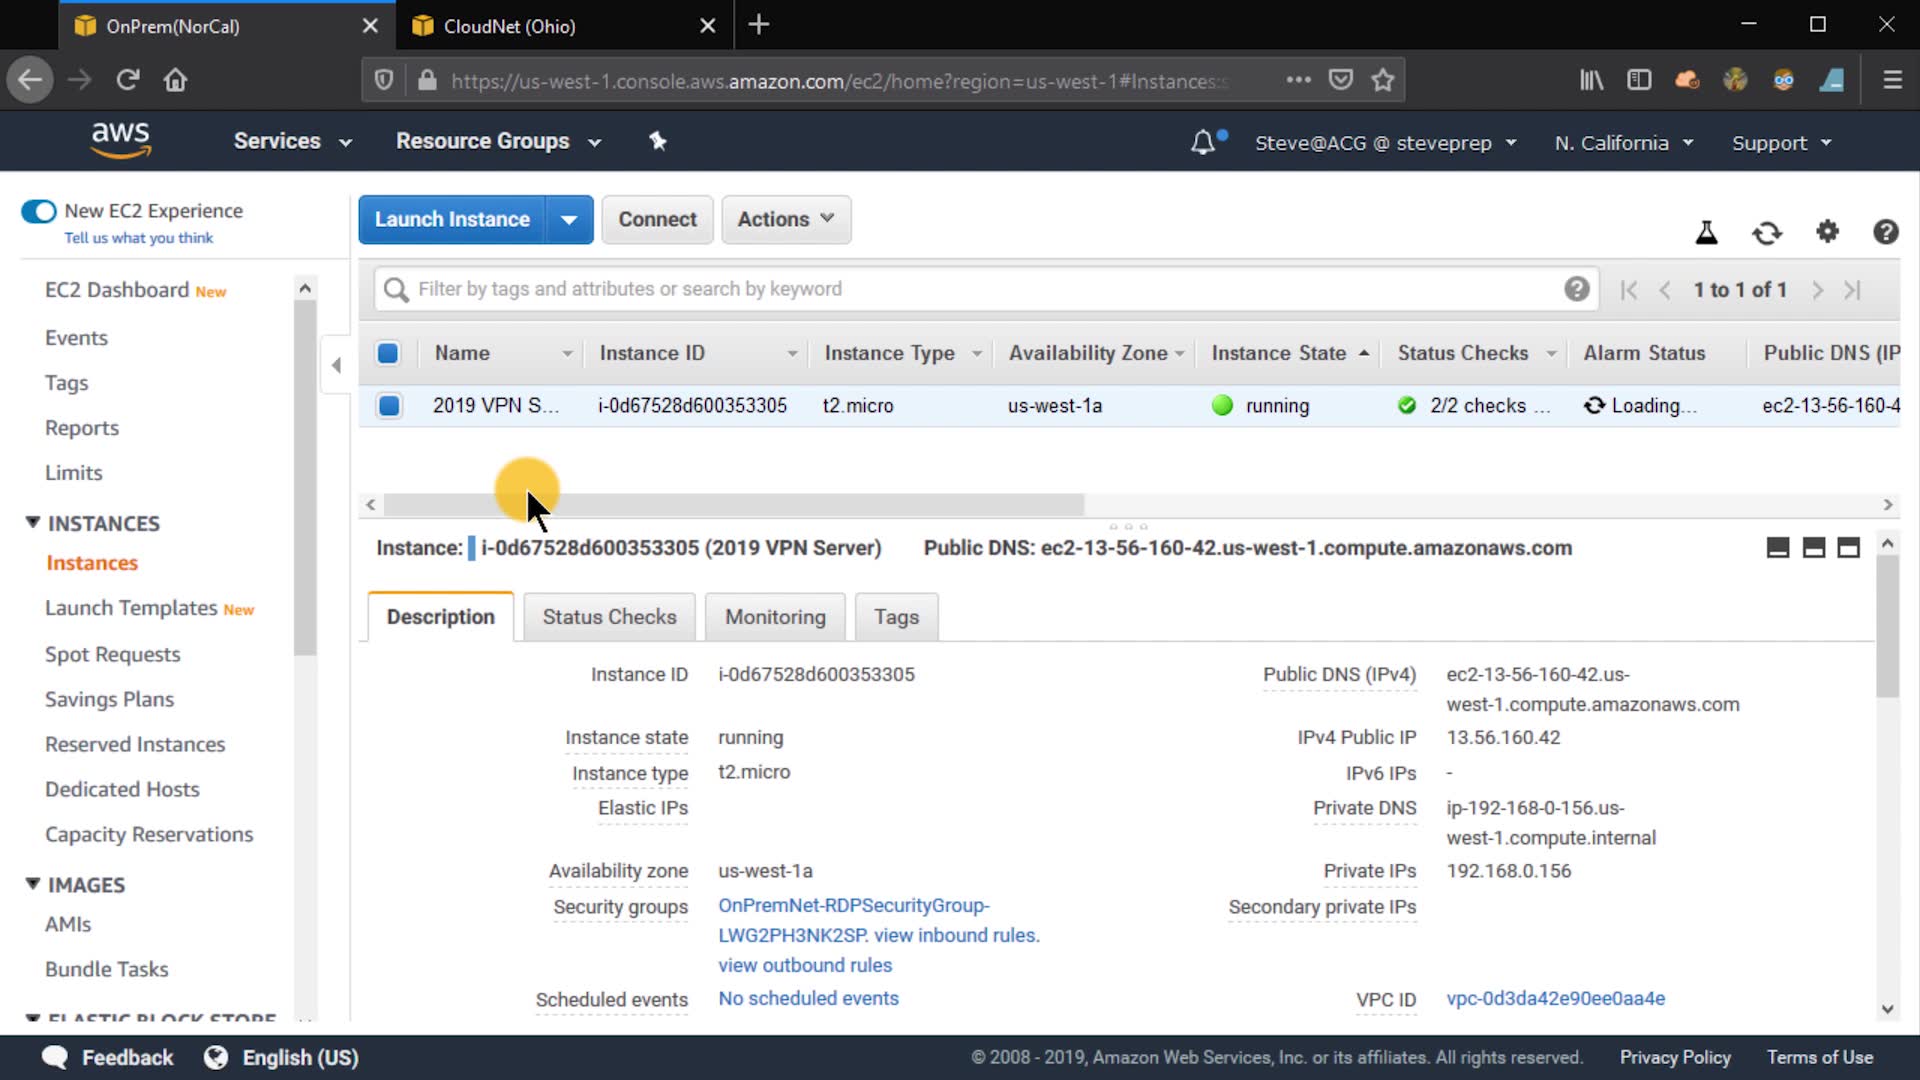 OnPrem(NorCal)
CloudNet (Ohio)
https://us-west-1.console.aws.amazon.com/ec2/home?region=us-west-1#Instances:s
aws
Services
Resource Groups
Steve@ACG @ steveprep
N. California
Support
New EC2 Experience
Tell us what you think
Launch Instance
Connect
Actions
EC2 Dashboard New
Events
Tags
Reports
Limits
INSTANCES
Instances
Launch Templates New
Spot Requests
Savings Plans
Reserved Instances
Dedicated Hosts
Capacity Reservations
IMAGES
AMIs
Bundle Tasks
ELASTIC BLOCK STORE
Filter by tags and attributes or search by keyword
1 to 1 of 1
Name
Instance ID
Instance Type
Availability Zone
Instance State
Status Checks
Alarm Status
Public DNS (IP
2019 VPN S...
i-0d67528d600353305
t2.micro
us-west-1a
running
2/2 checks ...
Loading...
ec2-13-56-160-4
Instance: i-0d67528d600353305 (2019 VPN Server)
Public DNS: ec2-13-56-160-42.us-west-1.compute.amazonaws.com
Description
Status Checks
Monitoring
Tags
Instance ID
i-0d67528d600353305
Instance state
running
Instance type
t2.micro
Elastic IPs
Availability zone
us-west-1a
Security groups
OnPremNet-RDPSecurityGroup-
LWG2PH3NK2SP. view inbound rules.
view outbound rules
Scheduled events
No scheduled events
Public DNS (IPv4)
ec2-13-56-160-42.us-
west-1.compute.amazonaws.com
IPv4 Public IP
13.56.160.42
IPv6 IPs
-
Private DNS
ip-192-168-0-156.us-
west-1.compute.internal
Private IPs
192.168.0.156
Secondary private IPs
VPC ID
vpc-0d3da42e90ee0aa4e
Feedback
English (US)
© 2008 - 2019, Amazon Web Services, Inc. or its affiliates. All rights reserved.
Privacy Policy
Terms of Use